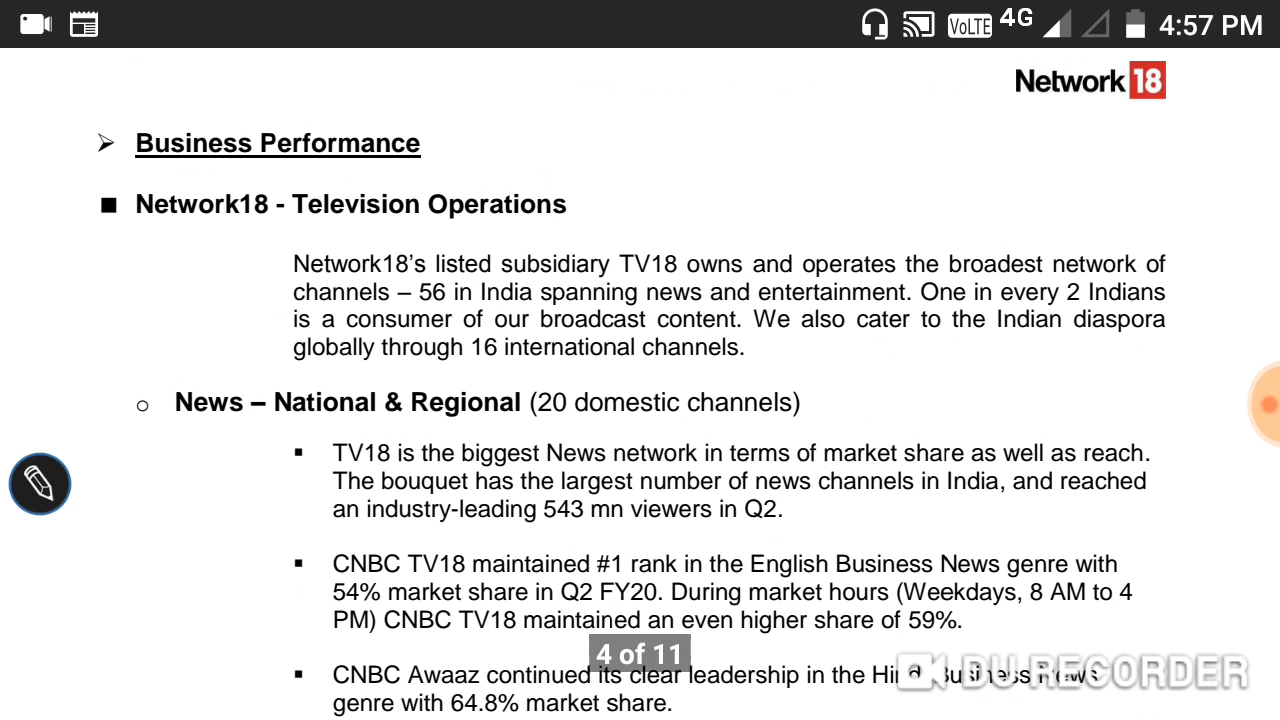 VoLTE 4G 4:57 PM
Network 18
➢ Business Performance
■ Network18 - Television Operations
Network18’s listed subsidiary TV18 owns and operates the broadest network of
channels – 56 in India spanning news and entertainment. One in every 2 Indians
is a consumer of our broadcast content. We also cater to the Indian diaspora
globally through 16 international channels.
o News – National & Regional (20 domestic channels)
▪ TV18 is the biggest News network in terms of market share as well as reach.
The bouquet has the largest number of news channels in India, and reached
an industry-leading 543 mn viewers in Q2.
▪ CNBC TV18 maintained #1 rank in the English Business News genre with
54% market share in Q2 FY20. During market hours (Weekdays, 8 AM to 4
PM) CNBC TV18 maintained an even higher share of 59%.
4 of 11
▪ CNBC Awaaz continued its clear leadership in the Hindi Business News
genre with 64.8% market share.
DU RECORDER